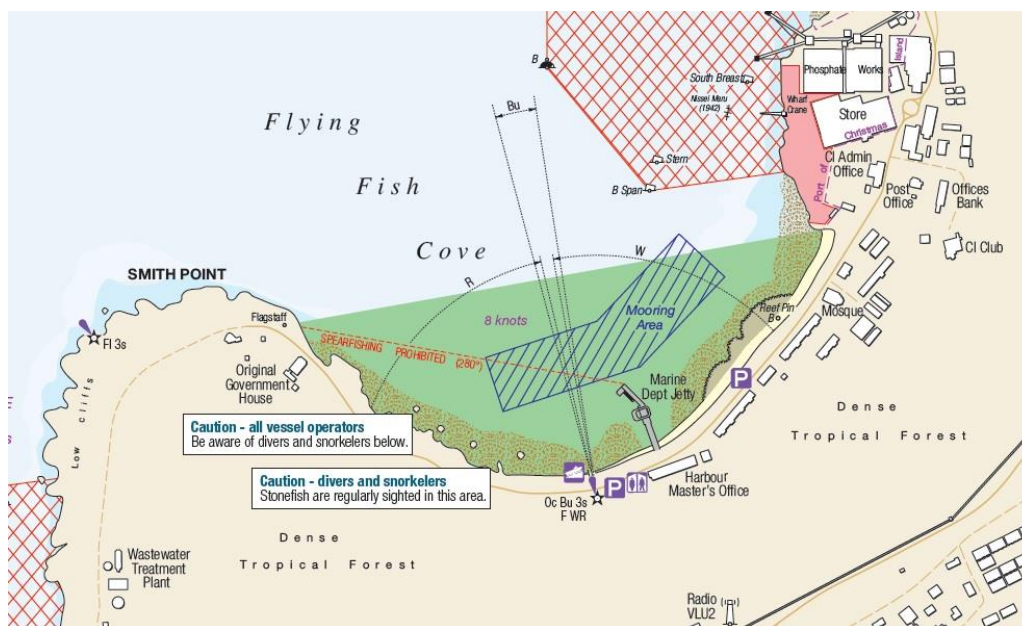 B
South Breast
Nissei Maru
(1942)
Phosphate Works
Island
Wharf
Crane
Store
Christmas
Port of
Bu
Flying
Fish
Cove
Stern
B Span
CI Admin
Office
Post
Office
Offices
Bank
CI Club
SMITH POINT
R
W
Flagstaff
8 knots
Mooring
Area
Reef Pin
B
Mosque
Fl 3s
SPEARFISHING PROHIBITED (280°)
Original
Government
House
Marine
Dept Jetty
P
Low Cliffs
Caution - all vessel operators
Be aware of divers and snorkelers below.
Dense
Tropical Forest
Caution - divers and snorkelers
Stonefish are regularly sighted in this area.
Oc Bu 3s
F WR
P
Harbour
Master's Office
Dense
Tropical Forest
Wastewater
Treatment
Plant
Radio
VLU2